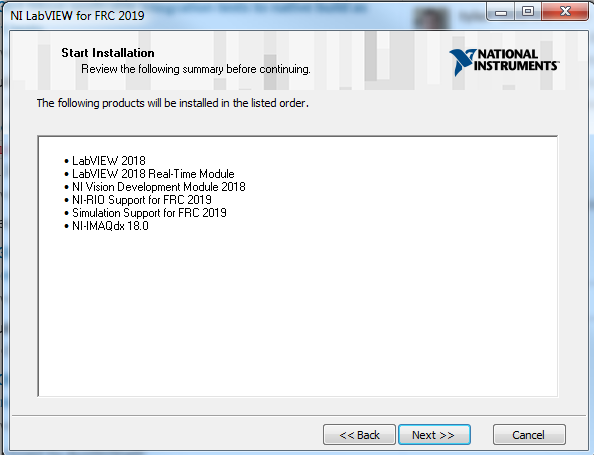 NI LabVIEW for FRC 2019
Start Installation
Review the following summary before continuing.
NATIONAL
INSTRUMENTS
The following products will be installed in the listed order.
• LabVIEW 2018
• LabVIEW 2018 Real-Time Module
• NI Vision Development Module 2018
• NI-RIO Support for FRC 2019
• Simulation Support for FRC 2019
• NI-IMAQdx 18.0
<< Back
Next >>
Cancel